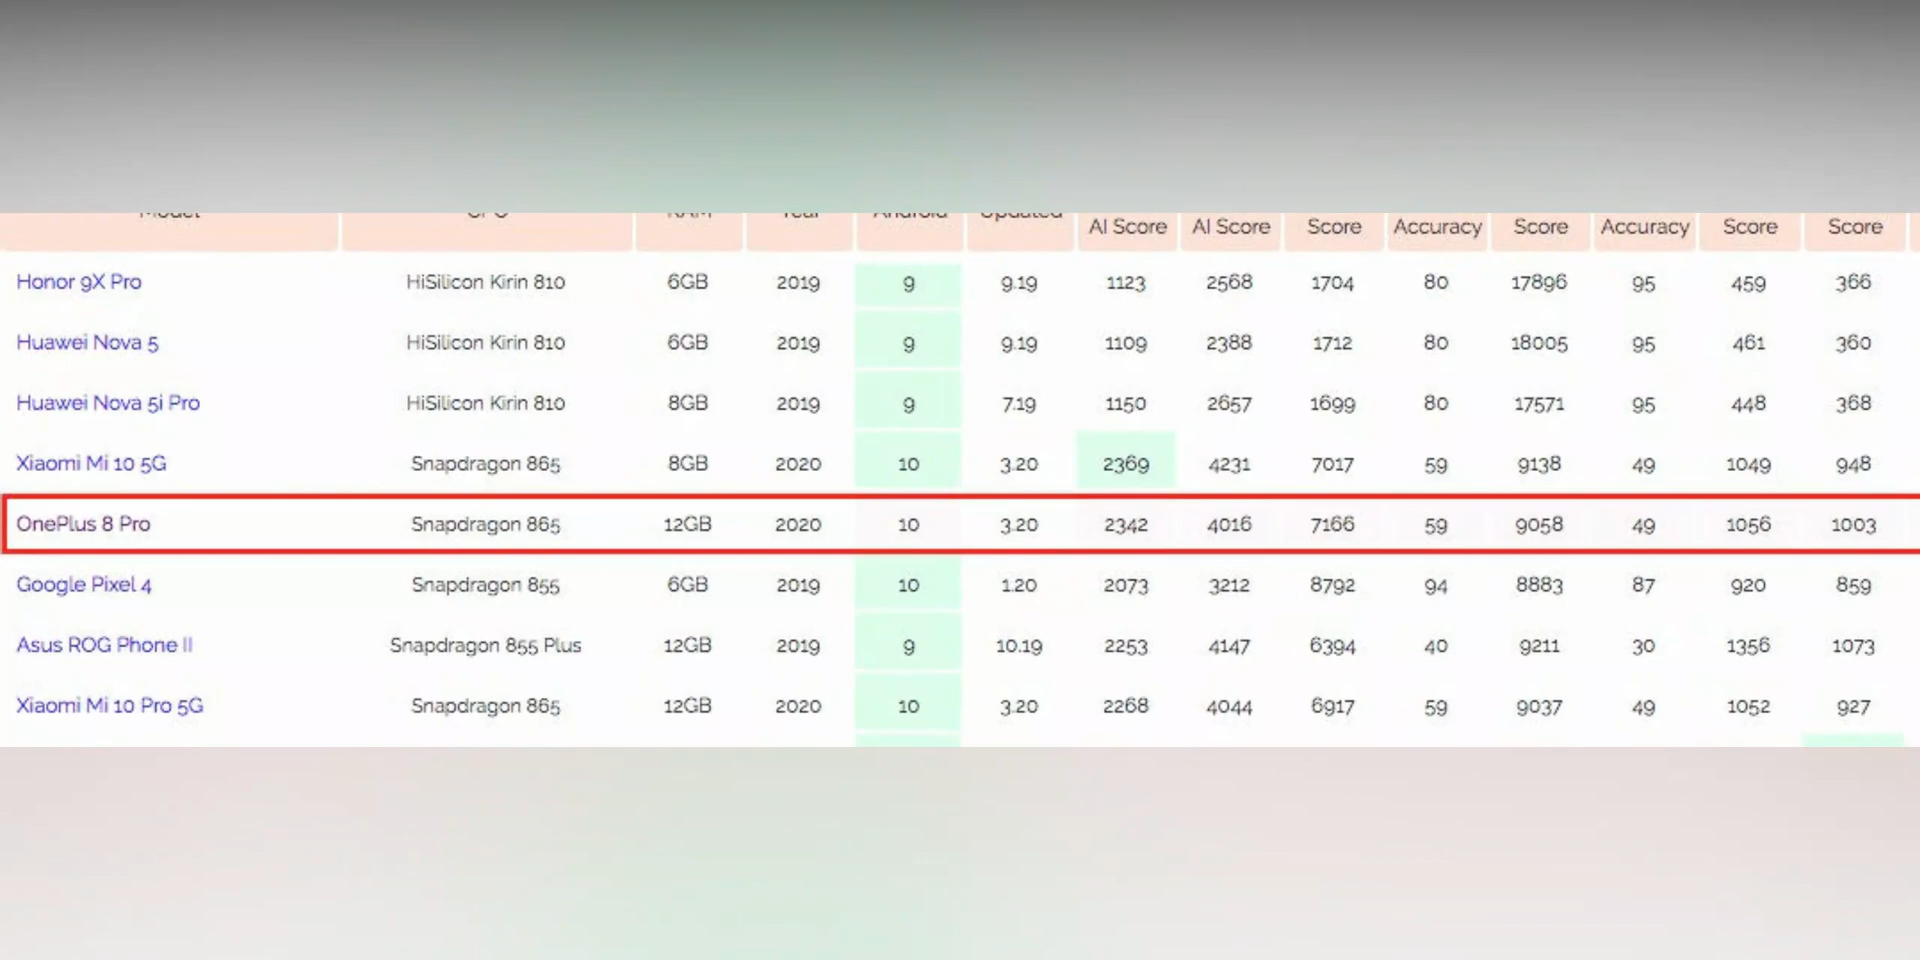 Model CPU RAM Year Android Updated AI Score AI Score Score Accuracy Score Accuracy Score Score
Honor 9X Pro HiSilicon Kirin 810 6GB 2019 9 9.19 1123 2568 1704 80 17896 95 459 366
Huawei Nova 5 HiSilicon Kirin 810 6GB 2019 9 9.19 1109 2388 1712 80 18005 95 461 360
Huawei Nova 5i Pro HiSilicon Kirin 810 8GB 2019 9 7.19 1150 2657 1699 80 17571 95 448 368
Xiaomi Mi 10 5G Snapdragon 865 8GB 2020 10 3.20 2369 4231 7017 59 9138 49 1049 948
OnePlus 8 Pro Snapdragon 865 12GB 2020 10 3.20 2342 4016 7166 59 9058 49 1056 1003
Google Pixel 4 Snapdragon 855 6GB 2019 10 1.20 2073 3212 8792 94 8883 87 920 859
Asus ROG Phone II Snapdragon 855 Plus 12GB 2019 9 10.19 2253 4147 6394 40 9211 30 1356 1073
Xiaomi Mi 10 Pro 5G Snapdragon 865 12GB 2020 10 3.20 2268 4044 6917 59 9037 49 1052 927